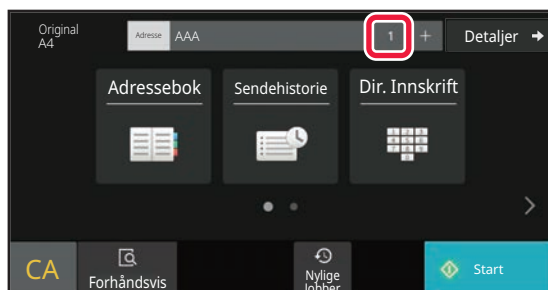 Original
A4
Adresse AAA 1 + Detaljer
Adressebok
Sendehistorie
Dir. Innskrift
CA
Forhåndsvis
Nylige
jobber
Start